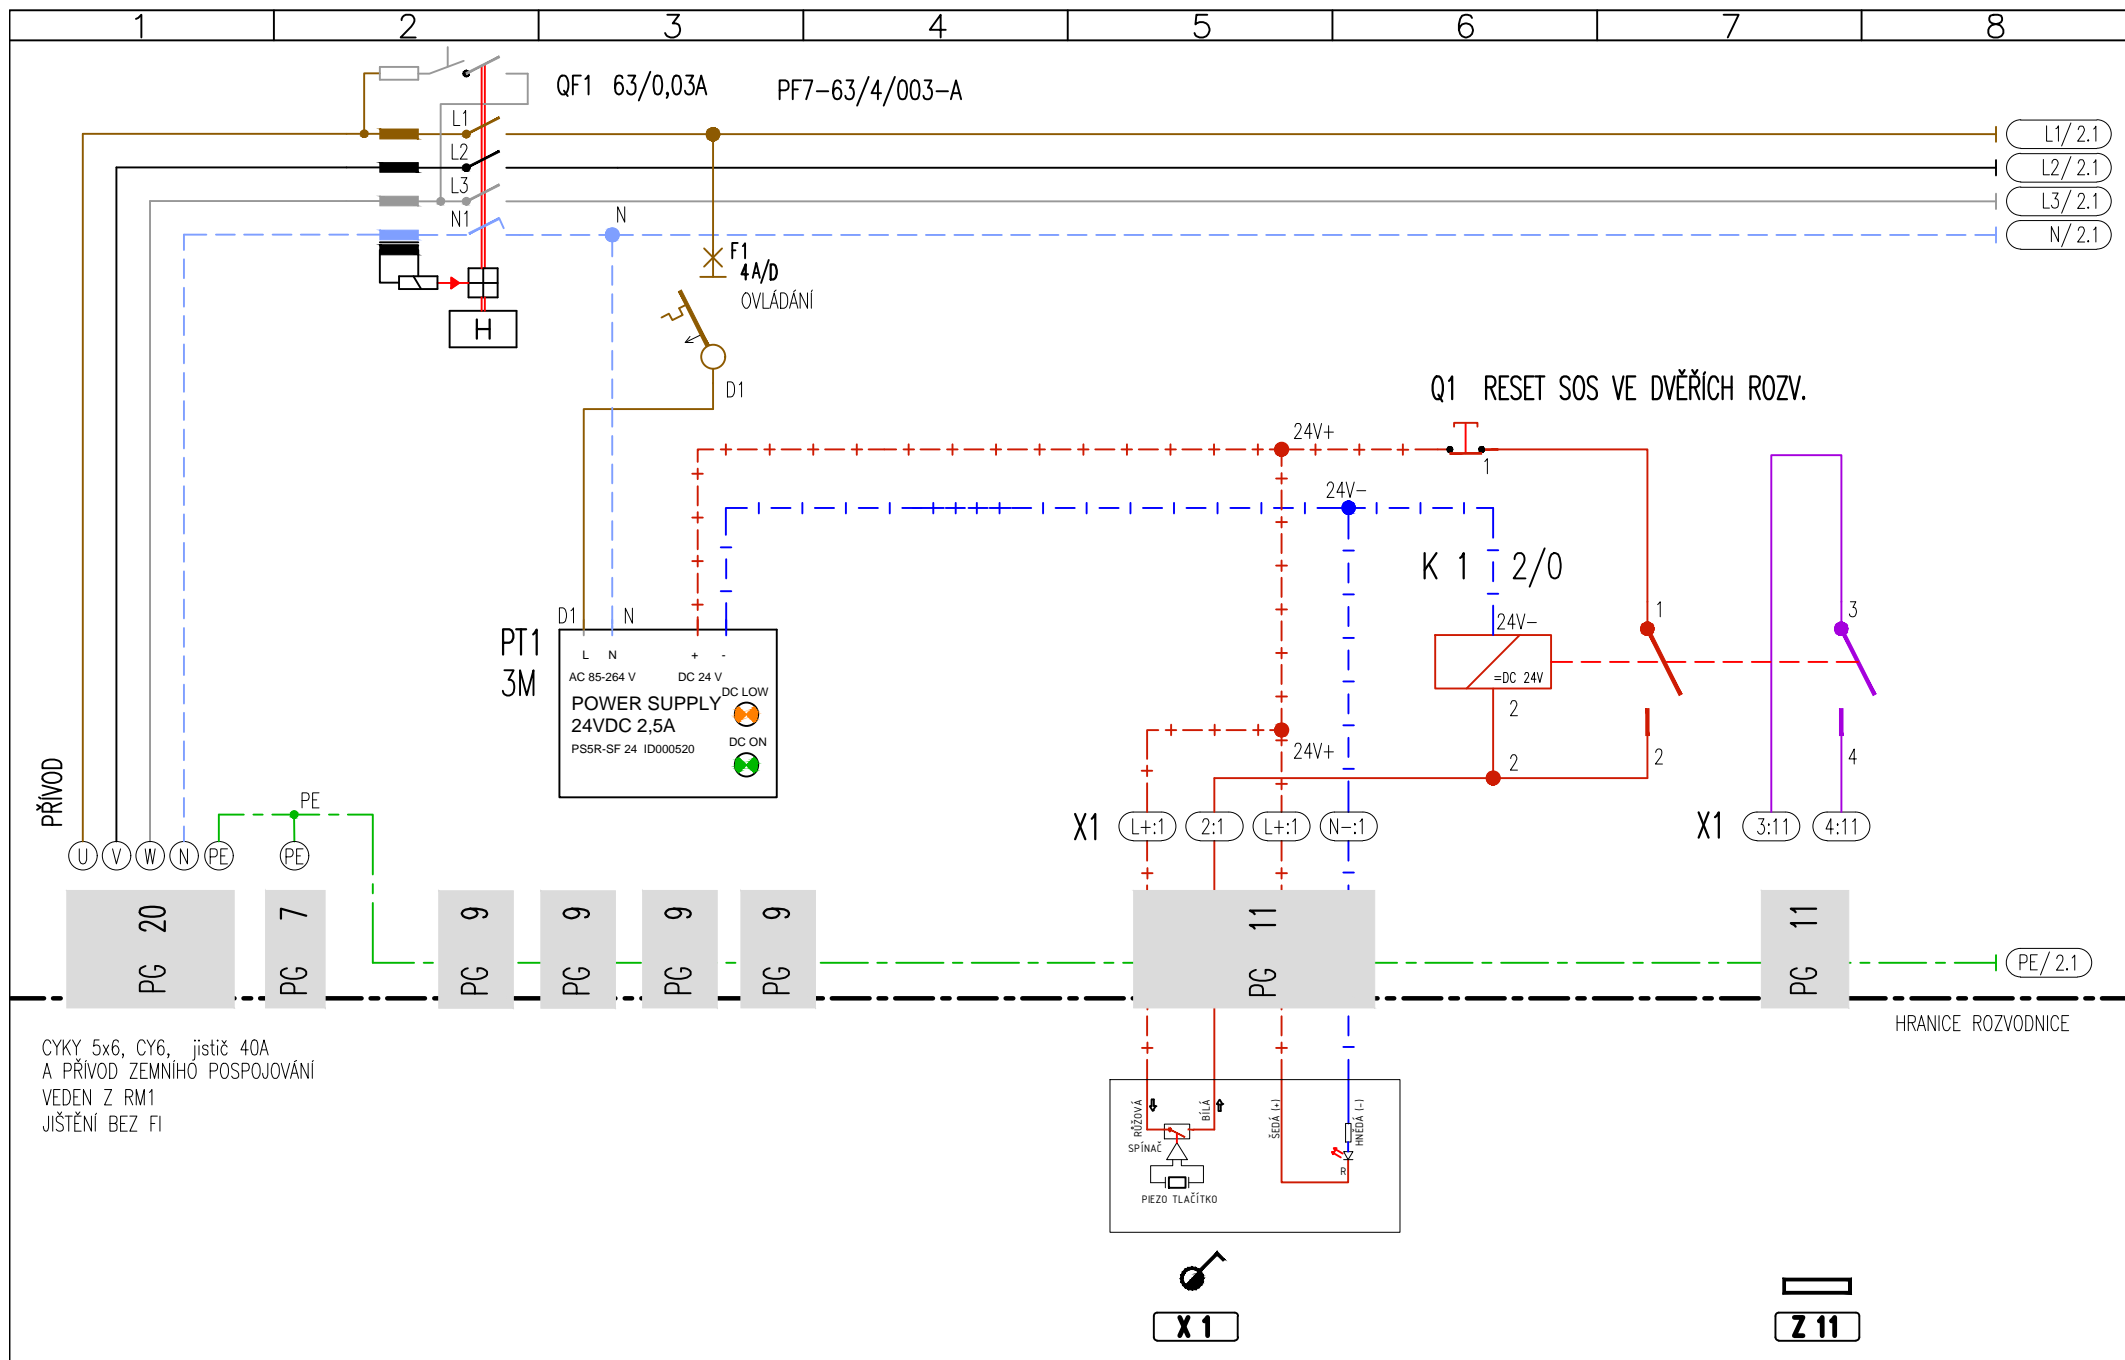 1 2 3 4 5 6 7 8
QF1 63/0,03A PF7-63/4/003-A
L1
L2
L3
N1
N
L1/ 2.1
L2/ 2.1
L3/ 2.1
N/ 2.1
H
F1
4A/D
OVLÁDÁNÍ
D1
Q1 RESET SOS VE DVĚŘÍCH ROZV.
24V+
1
24V-
K 1 2/0
24V-
=DC 24V
2
2
1
2
3
4
24V+
PT1
3M
D1 N
L N + -
AC 85-264 V DC 24 V
POWER SUPPLY
24VDC 2,5A
PS5R-SF 24 ID000520
DC LOW
DC ON
PŘÍVOD
PE
U V W N PE PE
X1 L+:1 2:1 L+:1 N-:1
X1 3:11 4:11
PG 20
PG 7
PG 9
PG 9
PG 9
PG 9
PG 11
PG 11
PE/ 2.1
HRANICE ROZVODNICE
CYKY 5x6, CY6, jistič 40A
A PŘÍVOD ZEMNÍHO POSPOJOVÁNÍ
VEDEN Z RM1
JIŠTĚNÍ BEZ FI
RŮŽOVÁ
BÍLÁ
ŠEDÁ (+)
HNĚDÁ (-)
SPÍNAČ
R
PIEZO TLAČÍTKO
X 1
Z 11